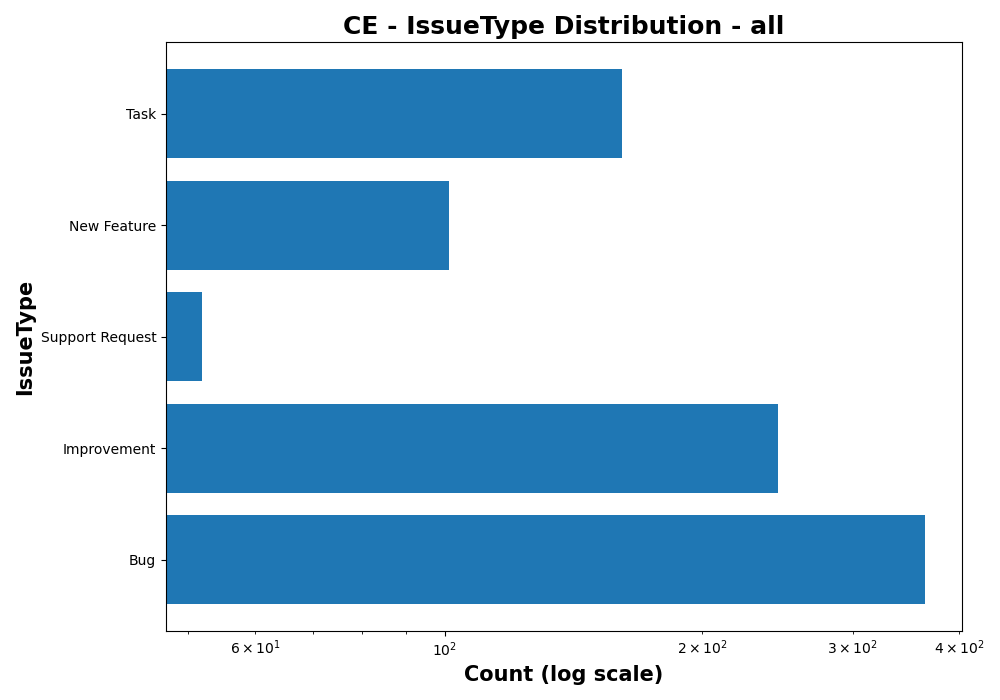 CE - IssueType Distribution - all
IssueType
Task
New Feature
Support Request
Improvement
Bug
6 × 10¹
10²
2 × 10²
3 × 10²
4 × 10²
Count (log scale)